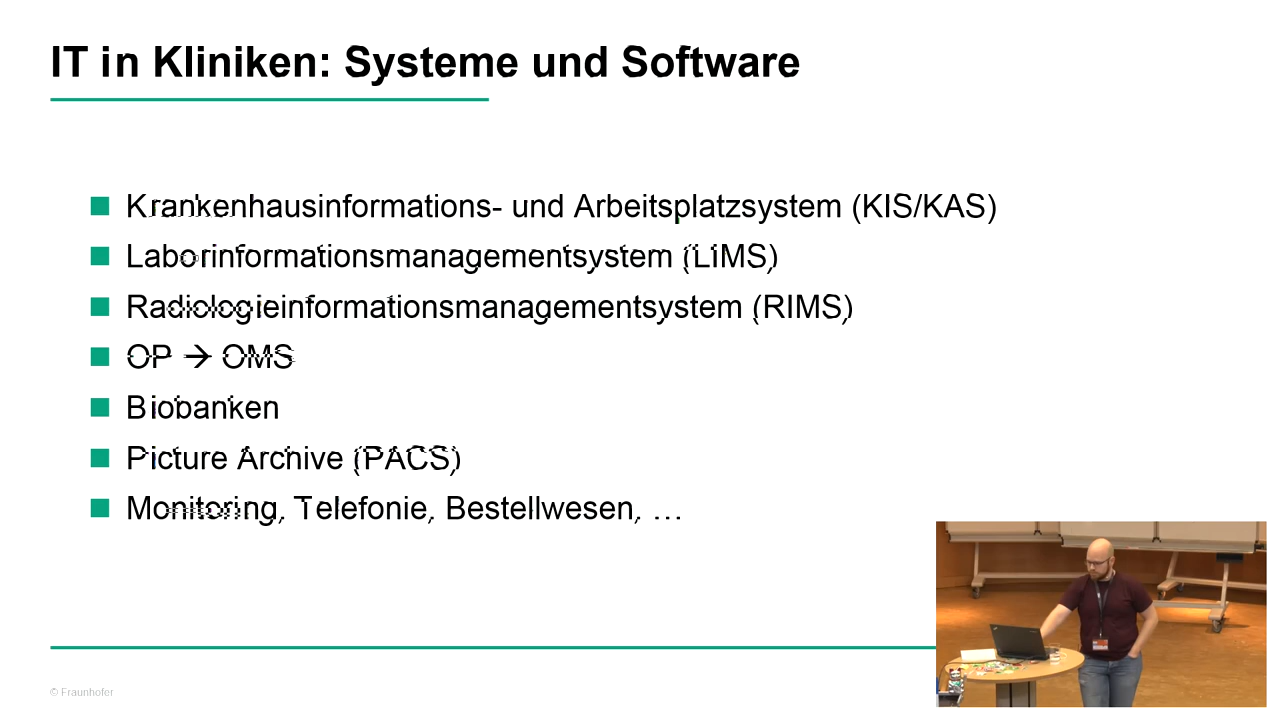 IT in Kliniken: Systeme und Software
Krankenhausinformations- und Arbeitsplatzsystem (KIS/KAS)
Laborinformationsmanagementsystem (LIMS)
Radiologieinformationsmanagementsystem (RIMS)
OP → OMS
Biobanken
Picture Archive (PACS)
Monitoring, Telefonie, Bestellwesen, …
© Fraunhofer